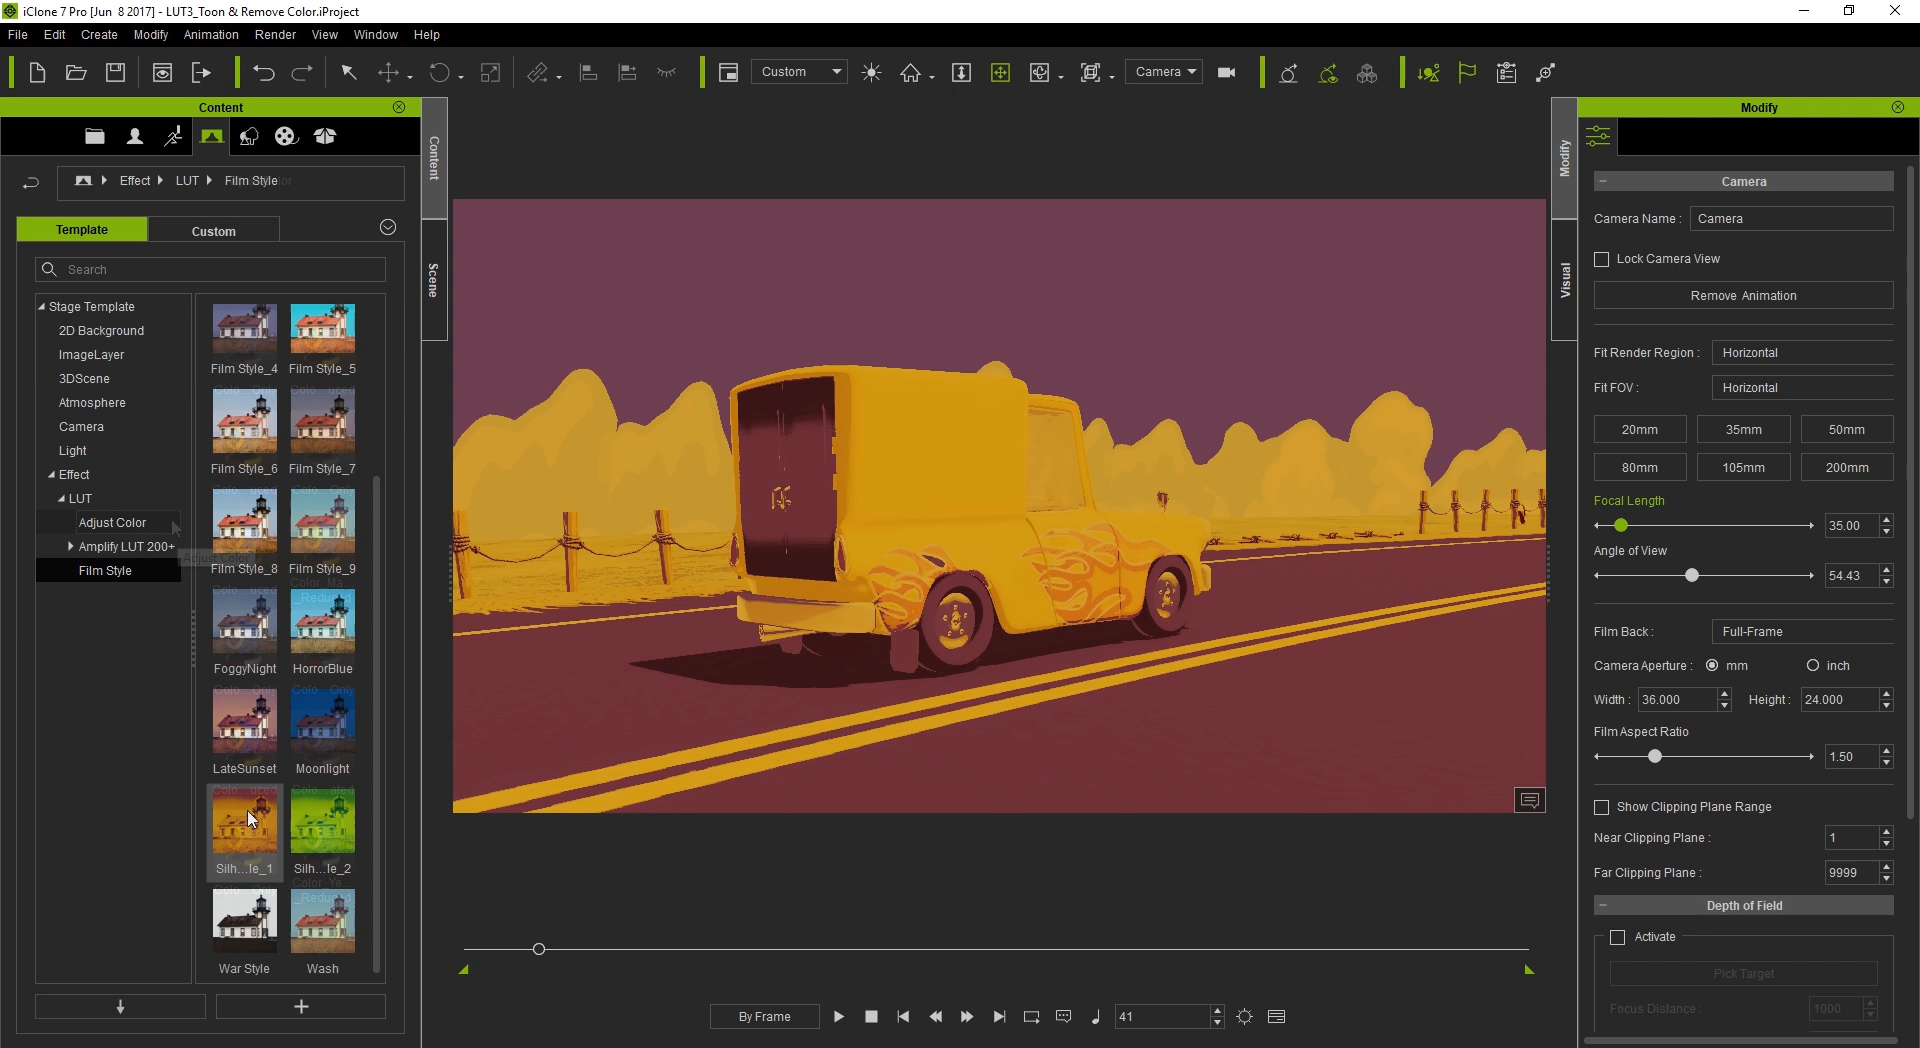 iClone 7 Pro [Jun 8 2017] - LUT3_Toon & Remove Color.iProject
File Edit Create Modify Animation Render View Window Help
Custom
Camera
Content
Effect LUT Film Style
Template Custom
Search
Stage Template
2D Background
ImageLayer
3DScene
Atmosphere
Camera
Light
Effect
LUT
Adjust Color
Amplify LUT 200+
Film Style
Film Style_4 Film Style_5
Film Style_6 Film Style_7
Film Style_8 Film Style_9
FoggyNight HorrorBlue
LateSunset Moonlight
Silh...le_1 Silh...le_2
War Style Wash
Content
Scene
By Frame
41
Modify
Visual
Modify
Camera
Camera Name : Camera
Lock Camera View
Remove Animation
Fit Render Region : Horizontal
Fit FOV : Horizontal
20mm 35mm 50mm
80mm 105mm 200mm
Focal Length
35.00
Angle of View
54.43
Film Back : Full-Frame
Camera Aperture : mm inch
Width : 36.000 Height : 24.000
Film Aspect Ratio
1.50
Show Clipping Plane Range
Near Clipping Plane : 1
Far Clipping Plane : 9999
Depth of Field
Activate
Pick Target
Focus Distance : 1000